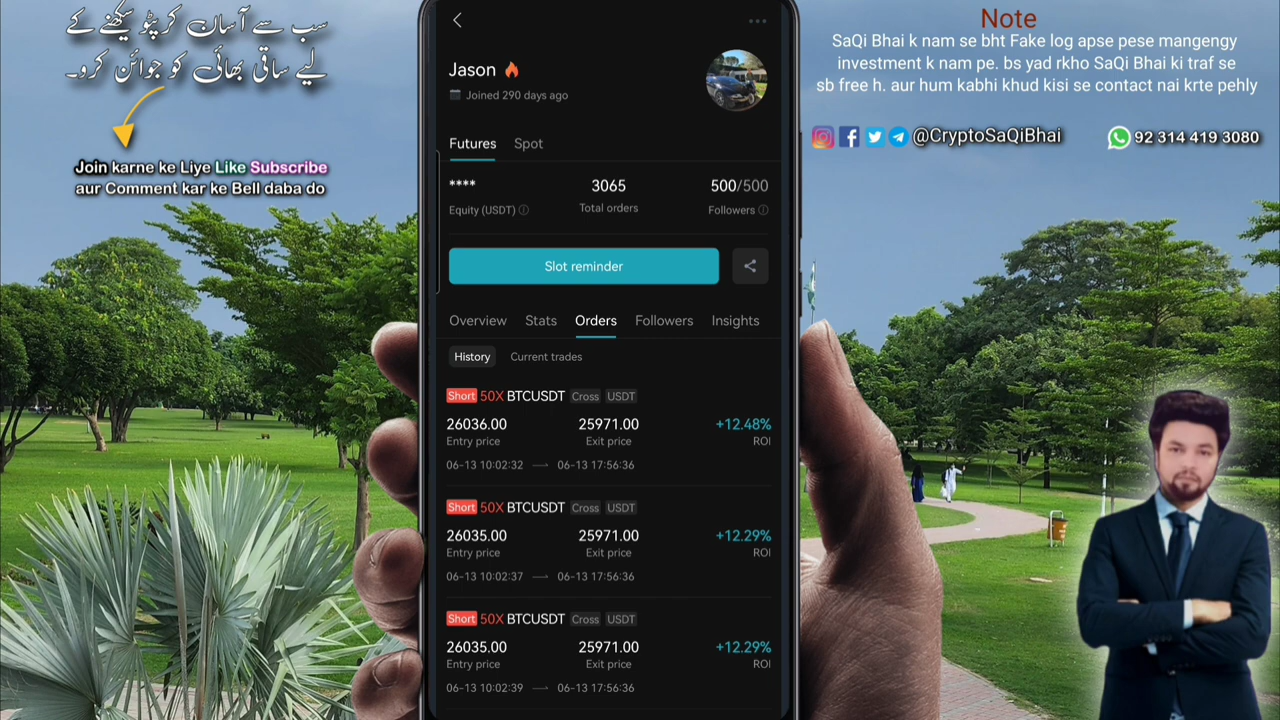 سب سے آسان کرپٹو سیکھنے کے
لیے ساقی بھائی کو جوائن کرو۔
Join karne ke Liye Like Subscribe
aur Comment kar ke Bell daba do
Jason
Joined 290 days ago
Futures Spot
**** 3065 500/500
Equity (USDT) Total orders Followers
Slot reminder
Overview Stats Orders Followers Insights
History Current trades
Short 50X BTCUSDT Cross USDT
26036.00 25971.00 +12.48%
Entry price Exit price ROI
06-13 10:02:32 06-13 17:56:36
Short 50X BTCUSDT Cross USDT
26035.00 25971.00 +12.29%
Entry price Exit price ROI
06-13 10:02:37 06-13 17:56:36
Short 50X BTCUSDT Cross USDT
26035.00 25971.00 +12.29%
Entry price Exit price ROI
06-13 10:02:39 06-13 17:56:36
Note
SaQi Bhai k nam se bht Fake log apse pese mangengy
investment k nam pe. bs yad rkho SaQi Bhai ki traf se
sb free h. aur hum kabhi khud kisi se contact nai krte pehly
@CryptoSaQiBhai 92 314 419 3080